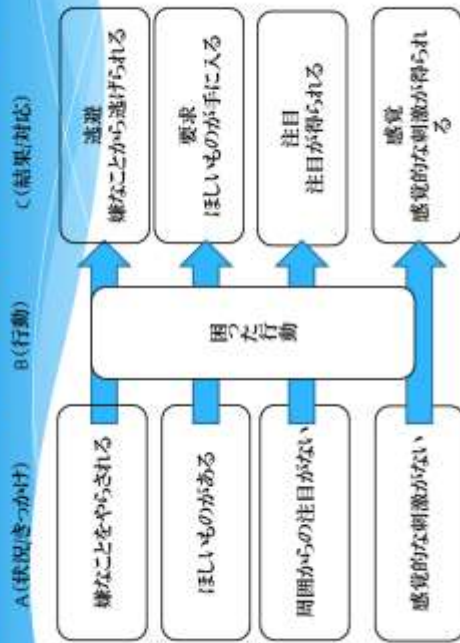 A(状況/きっかけ)
B(行動)
C(結果/対応)
嫌なことをやらされる
ほしいものがある
周囲からの注目がない
感覚的な刺激がない
困った行動
逃避
嫌なことから逃げられる
要求
ほしいものが手に入る
注目
注目が得られる
感覚
感覚的な刺激が得られ
る